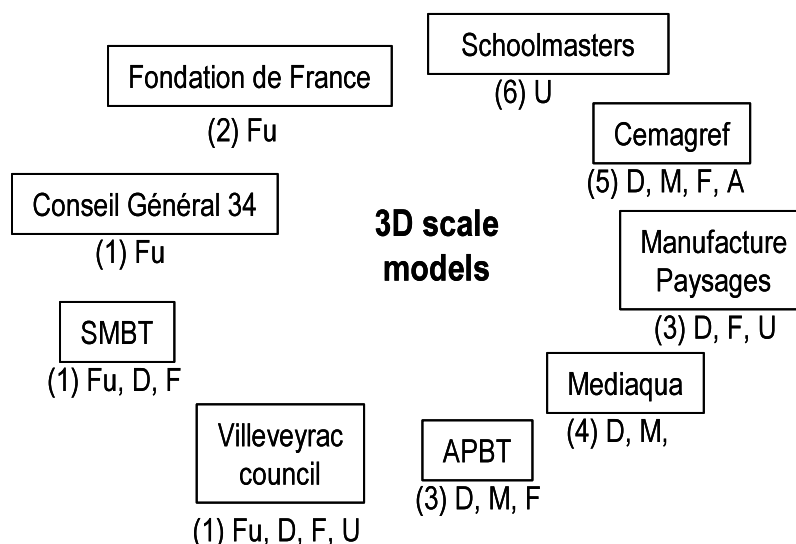 Schoolmasters
(6) U
Fondation de France
(2) Fu
Cemagref
(5) D, M, F, A
Conseil Général 34
(1) Fu
3D scale
models
Manufacture
Paysages
(3) D, F, U
SMBT
(1) Fu, D, F
Mediaqua
(4) D, M,
Villeveyrac
council
(1) Fu, D, F, U
APBT
(3) D, M, F